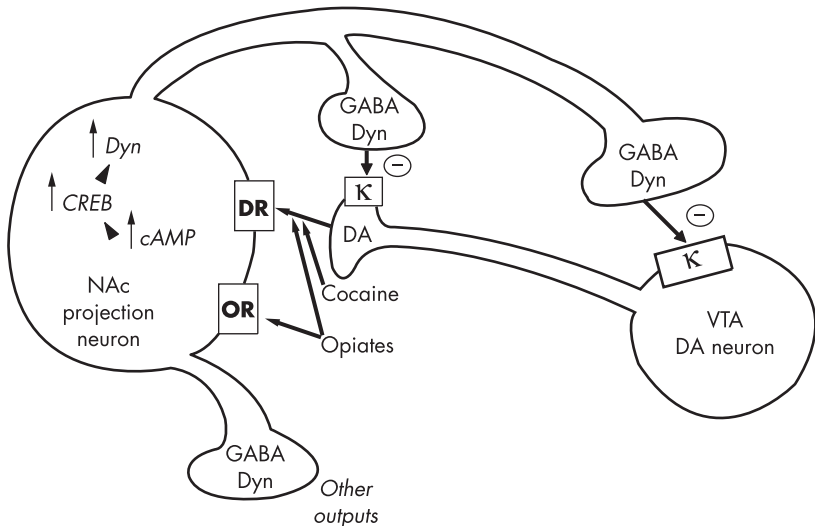 GABA
Dyn
GABA
Dyn
Dyn
CREB
cAMP
DR
κ
DA
κ
NAc
projection
neuron
OR
Cocaine
Opiates
VTA
DA neuron
GABA
Dyn
Other
outputs